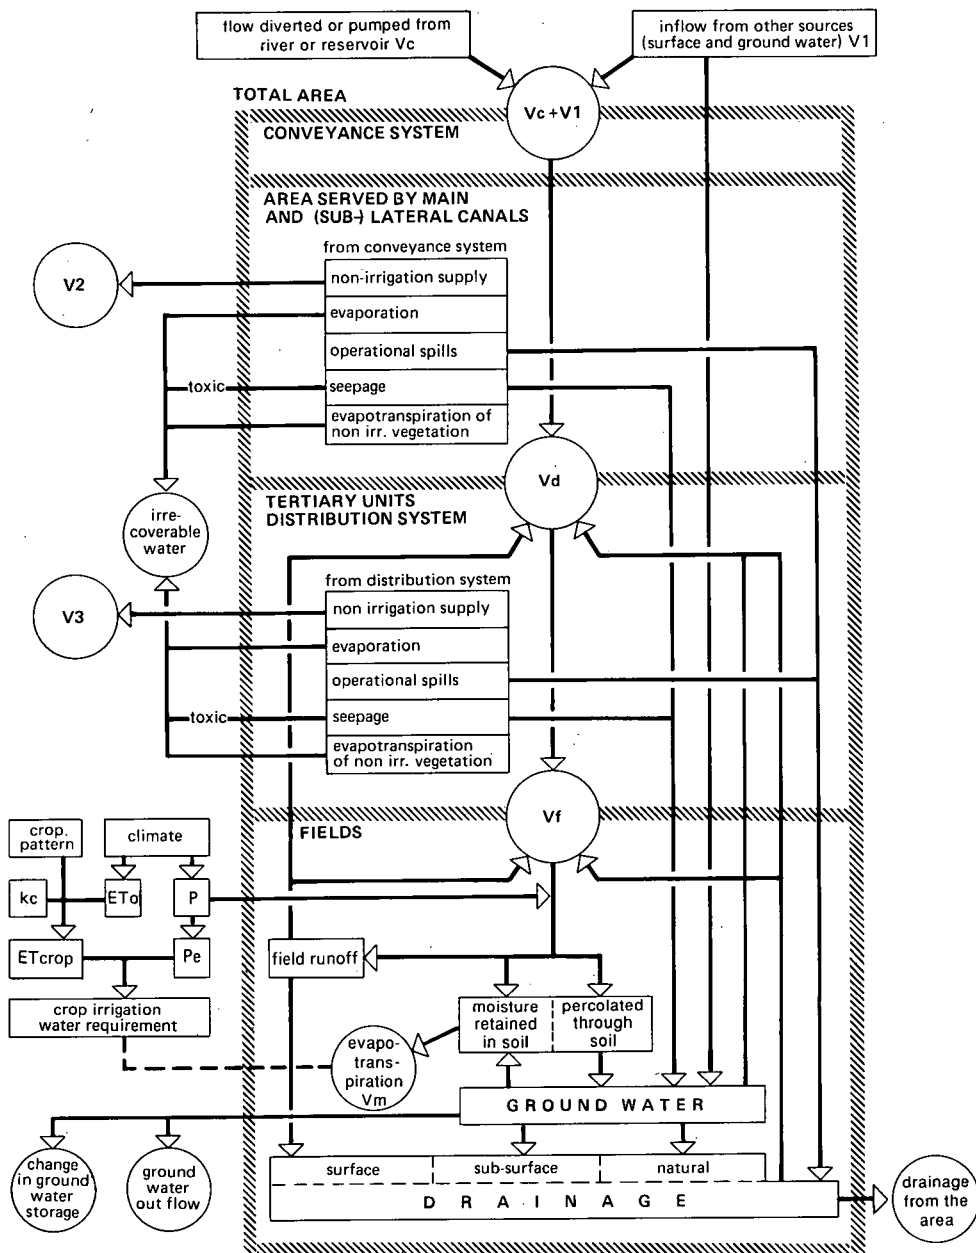 flow diverted or pumped from
river or reservoir Vc
inflow from other sources
(surface and ground water) V1
TOTAL AREA
Vc+V1
CONVEYANCE SYSTEM
AREA SERVED BY MAIN
AND (SUB-) LATERAL CANALS
from conveyance system
V2
non-irrigation supply
evaporation
operational spills
toxic
seepage
evapotranspiration of
non irr. vegetation
Vd
TERTIARY UNITS
DISTRIBUTION SYSTEM
irre-
coverable
water
from distribution system
V3
non irrigation supply
evaporation
operational spills
toxic
seepage
evapotranspiration
of non irr. vegetation
Vf
FIELDS
crop.
pattern
climate
kc
ETo
P
ETcrop
Pe
field runoff
crop irrigation
water requirement
moisture
retained
in soil
percolated
through
soil
evapo-
trans-
piration
Vm
GROUND WATER
change
in ground
water
storage
ground
water
out flow
surface
sub-surface
natural
DRAINAGE
drainage
from the
area